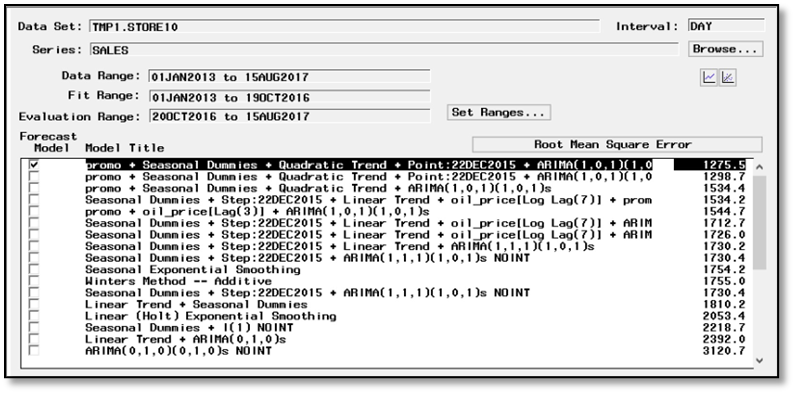 Data Set: TMP1.STORE10 Interval: DAY
Series: SALES Browse...
Data Range: 01JAN2013 to 15AUG2017
Fit Range: 01JAN2013 to 19OCT2016
Evaluation Range: 20OCT2016 to 15AUG2017 Set Ranges...
Forecast
Model Model Title Root Mean Square Error
promo + Seasonal Dummies + Quadratic Trend + Point:22DEC2015 + ARIMA(1,0,1)(1,0 1275.5
promo + Seasonal Dummies + Quadratic Trend + Point:22DEC2015 + ARIMA(1,0,1)(1,0 1298.7
promo + Seasonal Dummies + Quadratic Trend + ARIMA(1,0,1)(1,0,1)s 1534.4
Seasonal Dummies + Step:22DEC2015 + Linear Trend + oil_price[Log Lag(7)] + prom 1534.2
promo + oil_price[Lag(3)] + ARIMA(1,0,1)(1,0,1)s 1544.7
Seasonal Dummies + Step:22DEC2015 + Linear Trend + oil_price[Log Lag(7)] + ARIM 1712.7
Seasonal Dummies + Step:22DEC2015 + Linear Trend + oil_price[Log Lag(7)] + ARIM 1726.0
Seasonal Dummies + Step:22DEC2015 + Linear Trend + ARIMA(1,1,1)(1,0,1)s 1730.2
Seasonal Dummies + Step:22DEC2015 + ARIMA(1,1,1)(1,0,1)s NOINT 1730.4
Seasonal Exponential Smoothing 1754.2
Winters Method -- Additive 1755.0
Seasonal Dummies + Step:22DEC2015 + ARIMA(1,1,1)(1,0,1)s NOINT 1730.4
Linear Trend + Seasonal Dummies 1810.2
Linear (Holt) Exponential Smoothing 2053.4
Seasonal Dummies + I(1) NOINT 2218.7
Linear Trend + ARIMA(0,1,0)s 2392.0
ARIMA(0,1,0)(0,1,0)s NOINT 3120.7